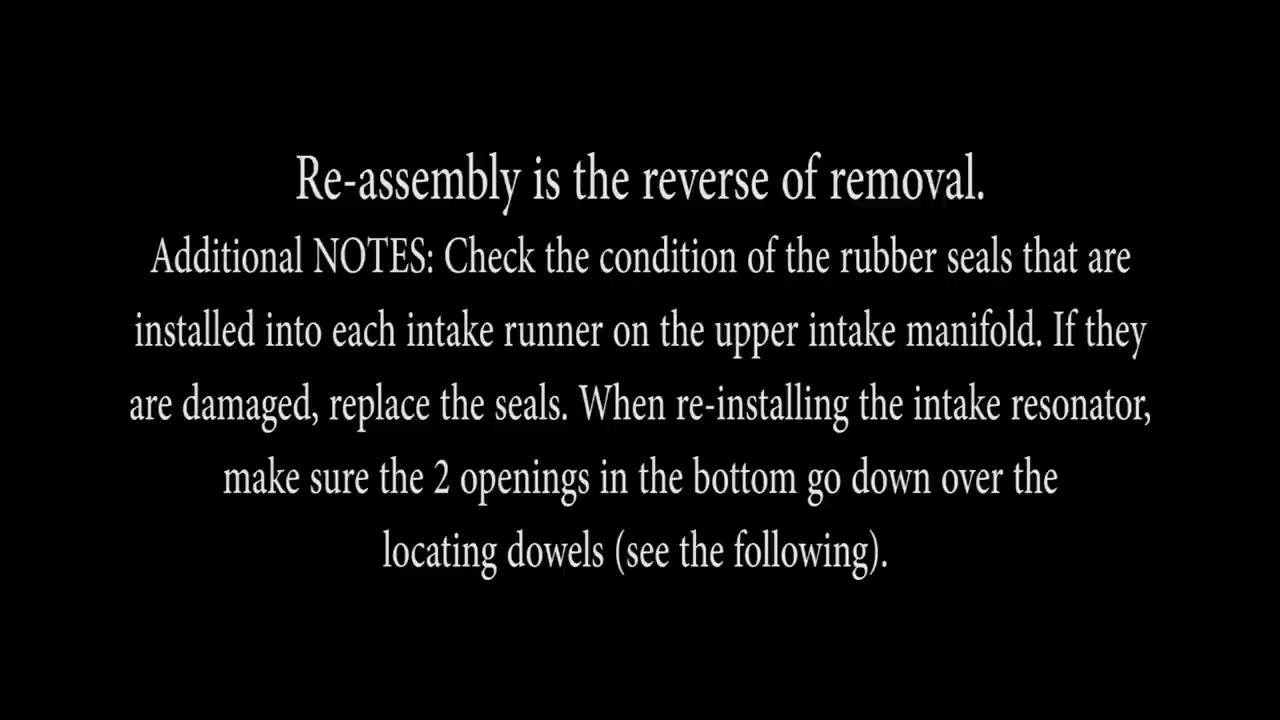 Re-assembly is the reverse of removal.
Additional NOTES: Check the condition of the rubber seals that are
installed into each intake runner on the upper intake manifold. If they
are damaged, replace the seals. When re-installing the intake resonator,
make sure the 2 openings in the bottom go down over the
locating dowels (see the following).